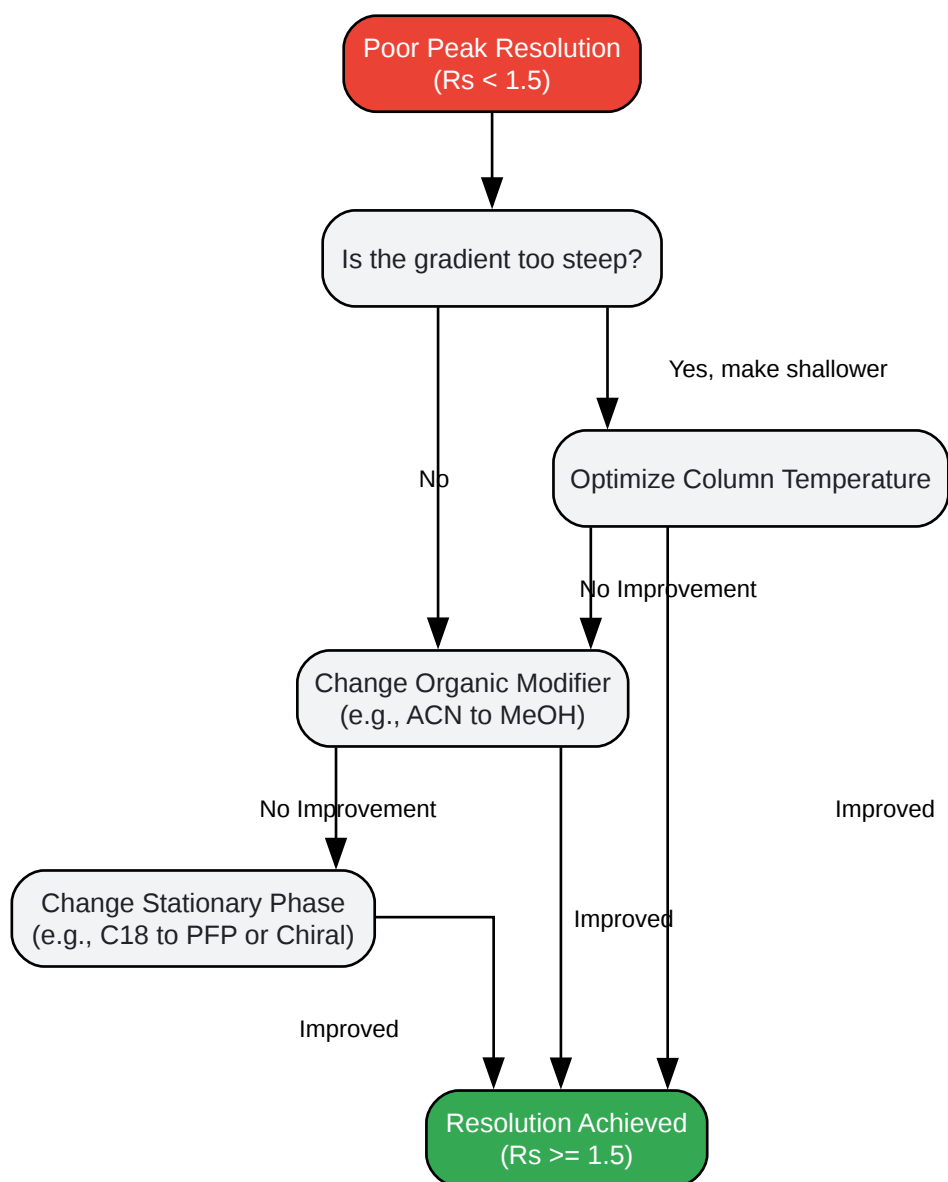 Poor Peak Resolution
(Rs < 1.5)
Is the gradient too steep?
Yes, make shallower
No
Optimize Column Temperature
No Improvement
Change Organic Modifier
(e.g., ACN to MeOH)
No Improvement
Improved
Change Stationary Phase
(e.g., C18 to PFP or Chiral)
Improved
Improved
Resolution Achieved
(Rs >= 1.5)